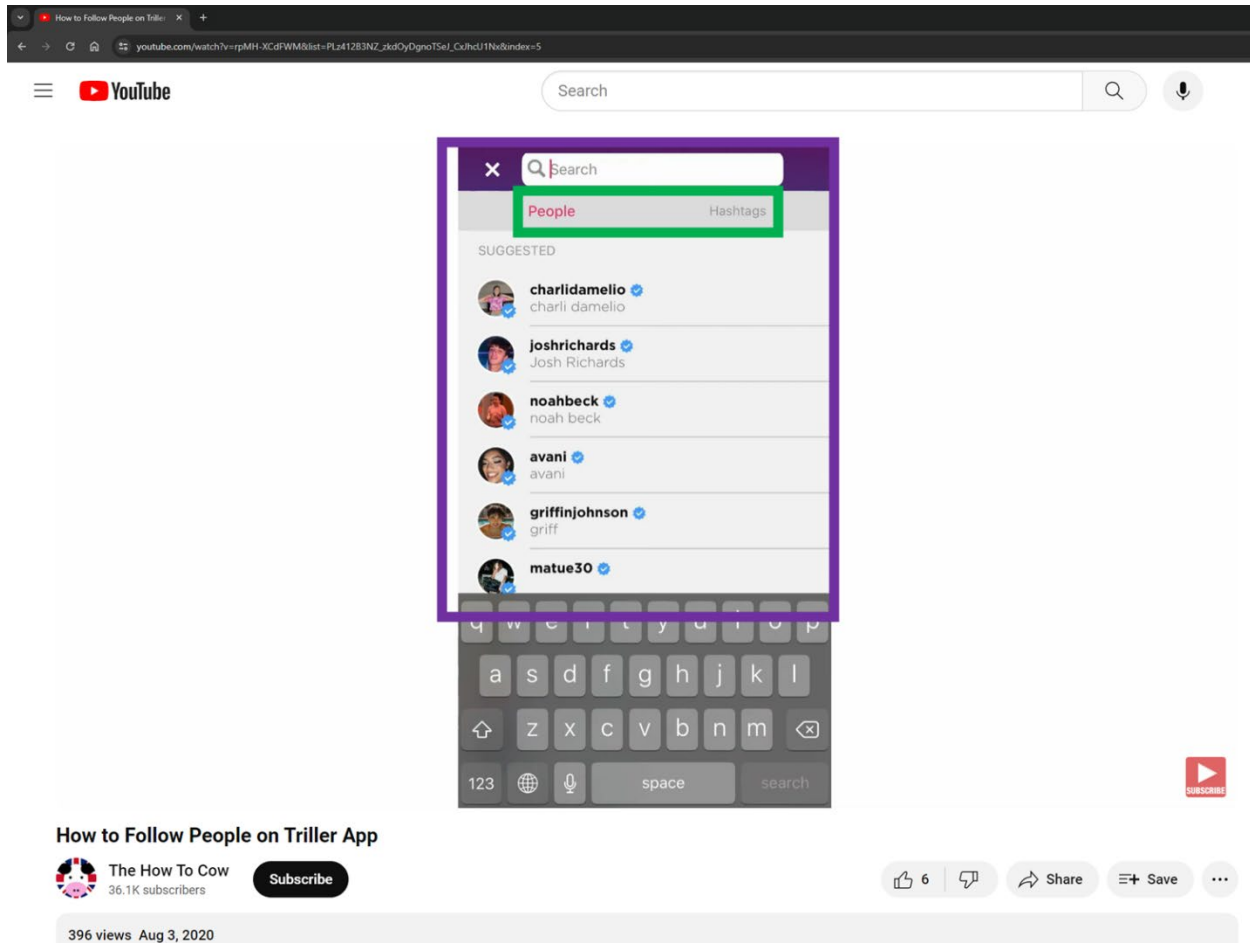 How to Follow People on Triller
youtube.com/watch?v=rpMH-XCdFWM&list=PLz412B3NZ_zkdOyDgnoTSeJ_CxJhcU1Nx&index=5
YouTube
Search
Search
People Hashtags
SUGGESTED
charlidamelio
charli damelio
joshrichards
Josh Richards
noahbeck
noah beck
avani
avani
griffinjohnson
griff
matue30
q w e r t y u i o p
a s d f g h j k l
z x c v b n m
123 space search
SUBSCRIBE
How to Follow People on Triller App
The How To Cow
36.1K subscribers
Subscribe
6 Share Save
396 views Aug 3, 2020